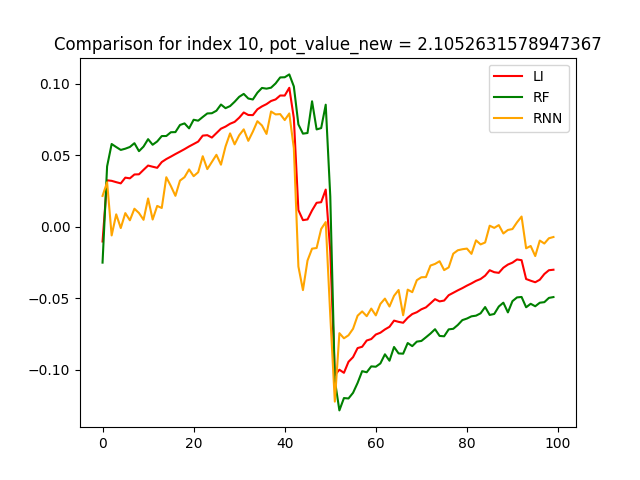 Comparison for index 10, pot_value_new = 2.1052631578947367
LI
RF
RNN
0.10
0.05
0.00
−0.05
−0.10
0 20 40 60 80 100